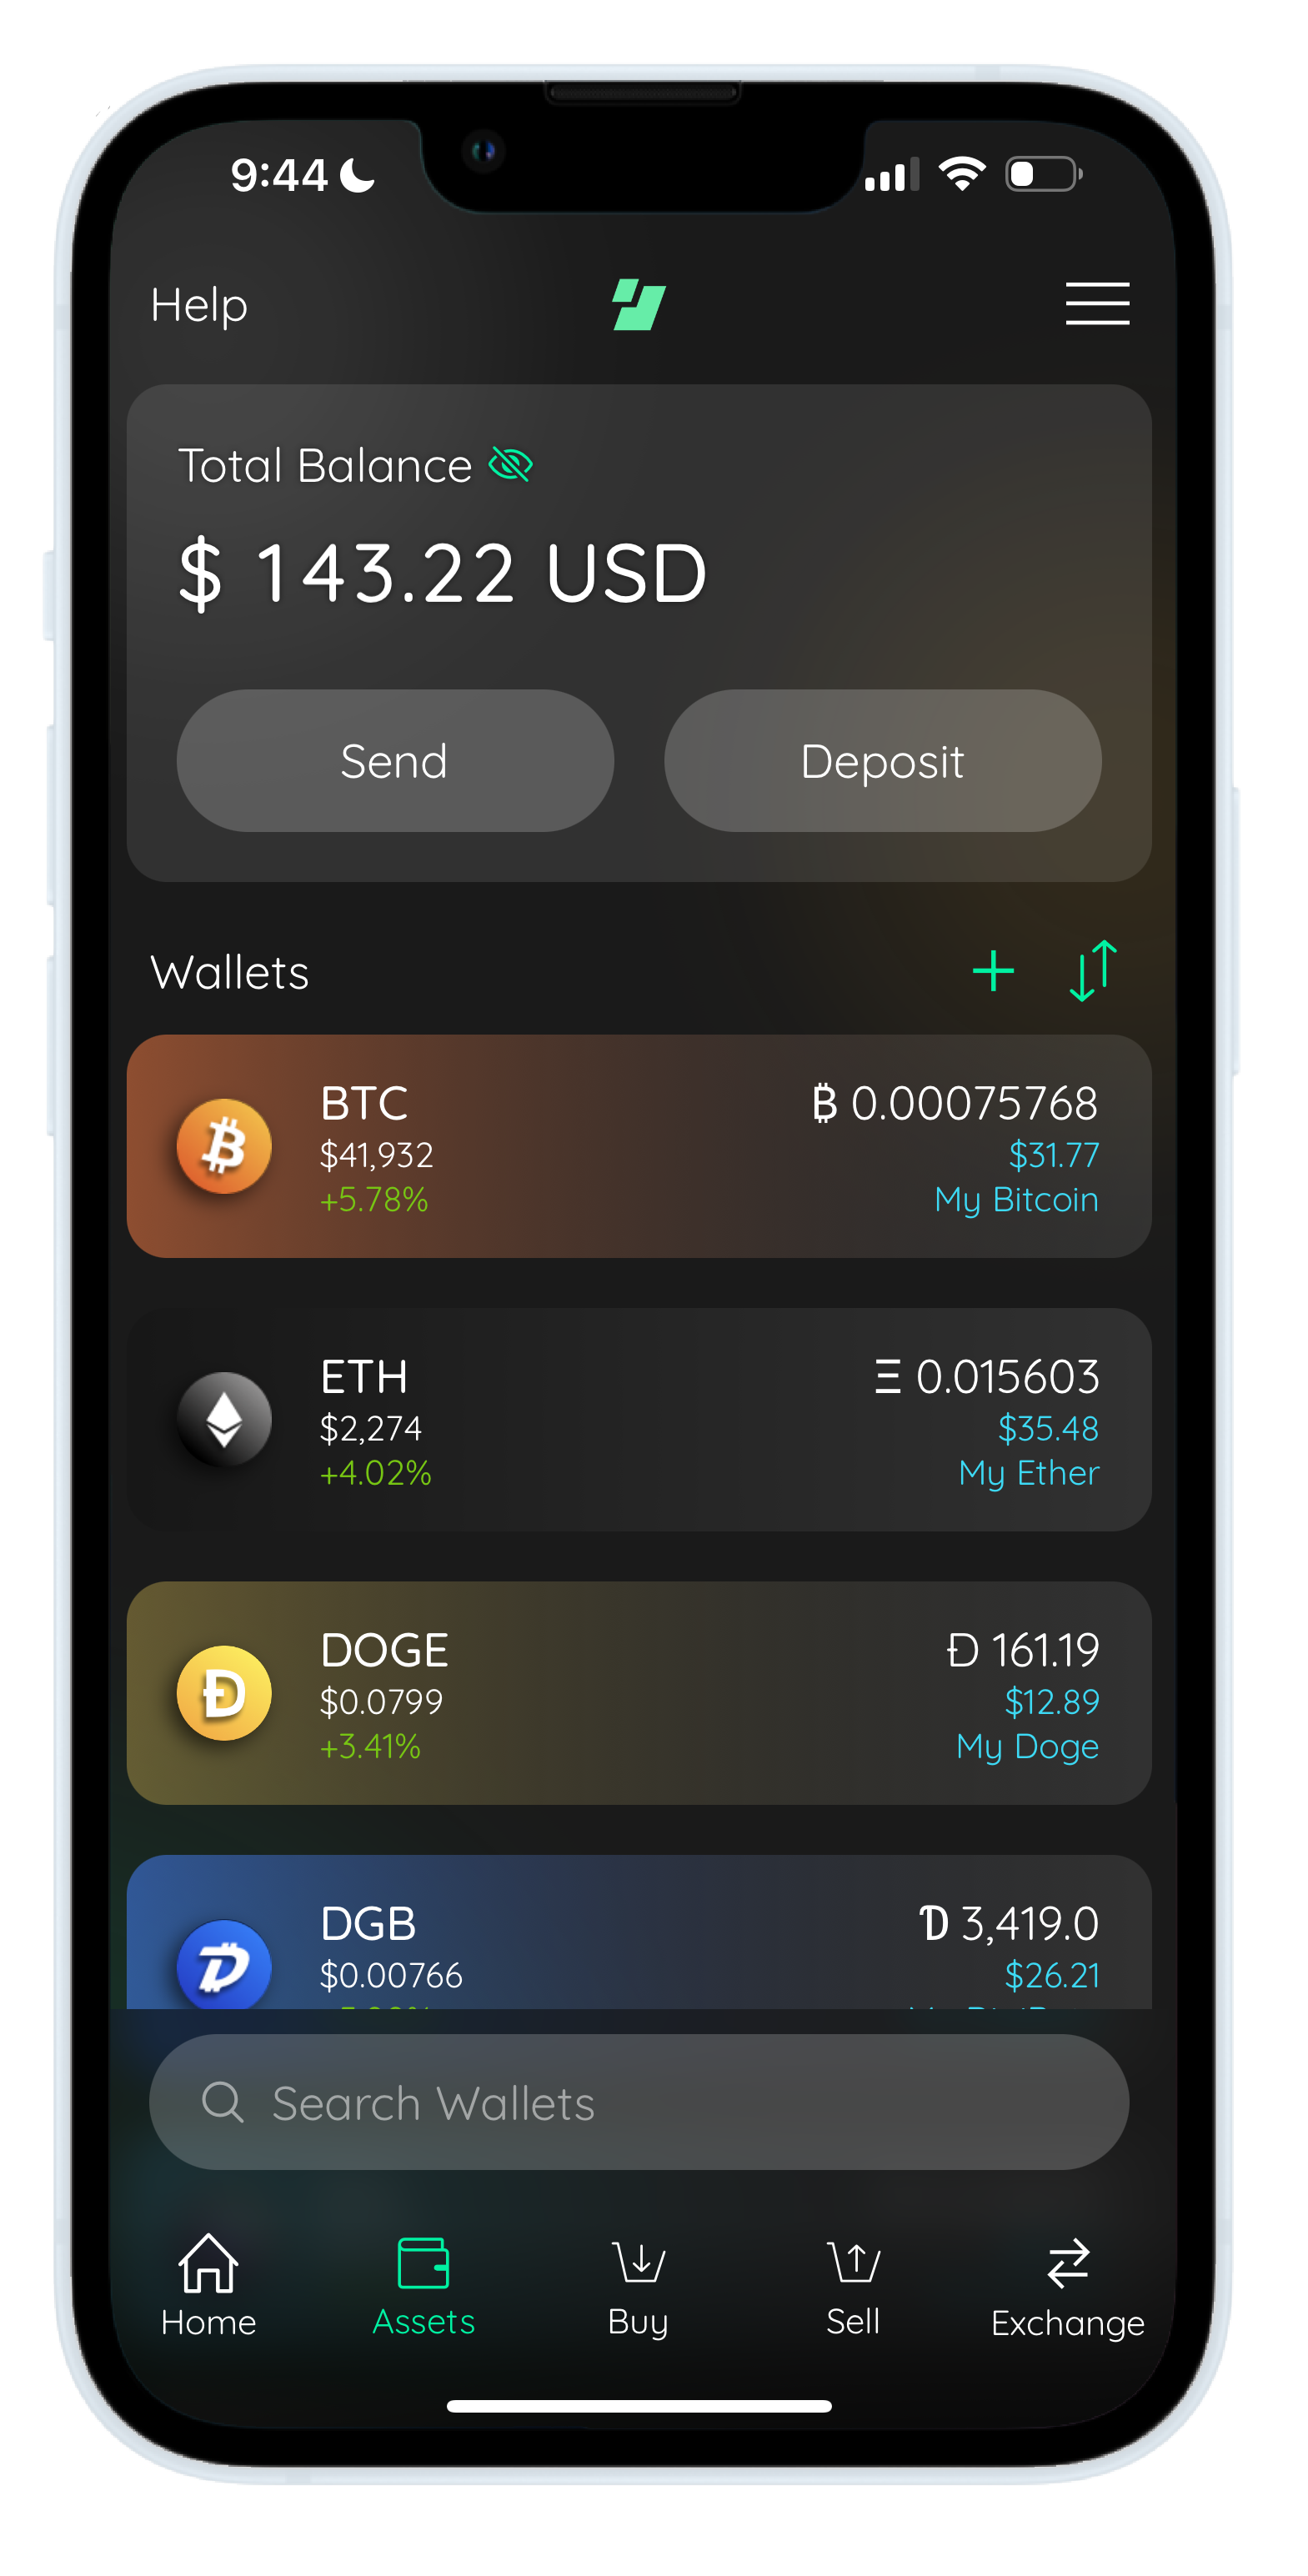 9:44
Help
Total Balance
$ 143.22 USD
Send Deposit
Wallets
BTC ₿ 0.00075768
$41,932 $31.77
+5.78% My Bitcoin
ETH Ξ 0.015603
$2,274 $35.48
+4.02% My Ether
DOGE Ð 161.19
$0.0799 $12.89
+3.41% My Doge
DGB Ɗ 3,419.0
$0.00766 $26.21
Search Wallets
Home Assets Buy Sell Exchange